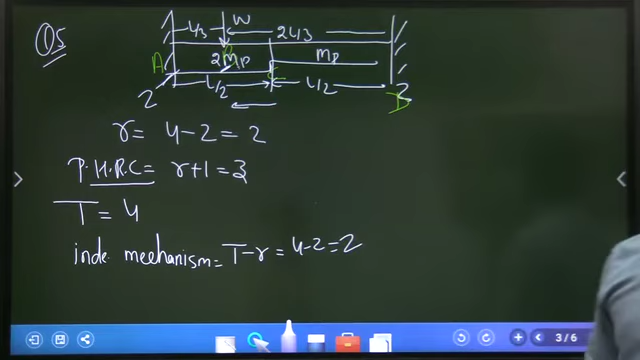 Q5
L/3 W 2L/3
A B 2Mp C Mp D
2 L/2 L/2 2
r = 4-2 = 2
P.H.R.C = r+1 = 3
T = 4
inde. mechanism = T-r = 4-2 = 2
3 / 6